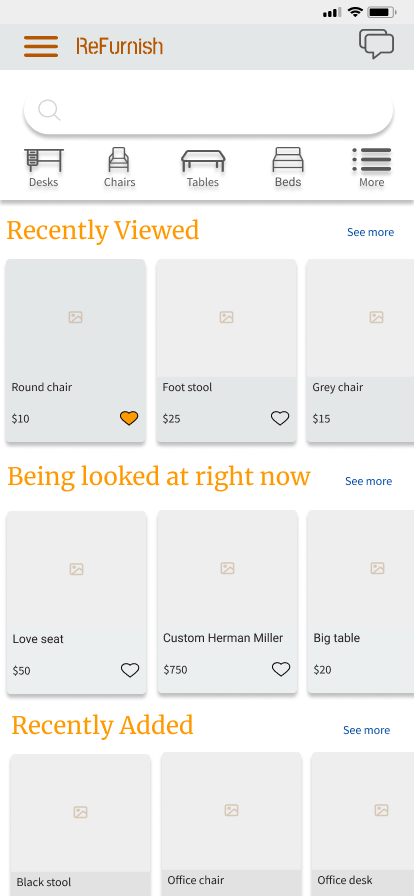 ReFurnish
Desks Chairs Tables Beds More
Recently Viewed See more
Round chair Foot stool Grey chair
$10 $25 $15
Being looked at right now See more
Love seat Custom Herman Miller Big table
$50 $750 $20
Recently Added See more
Black stool Office chair Office desk